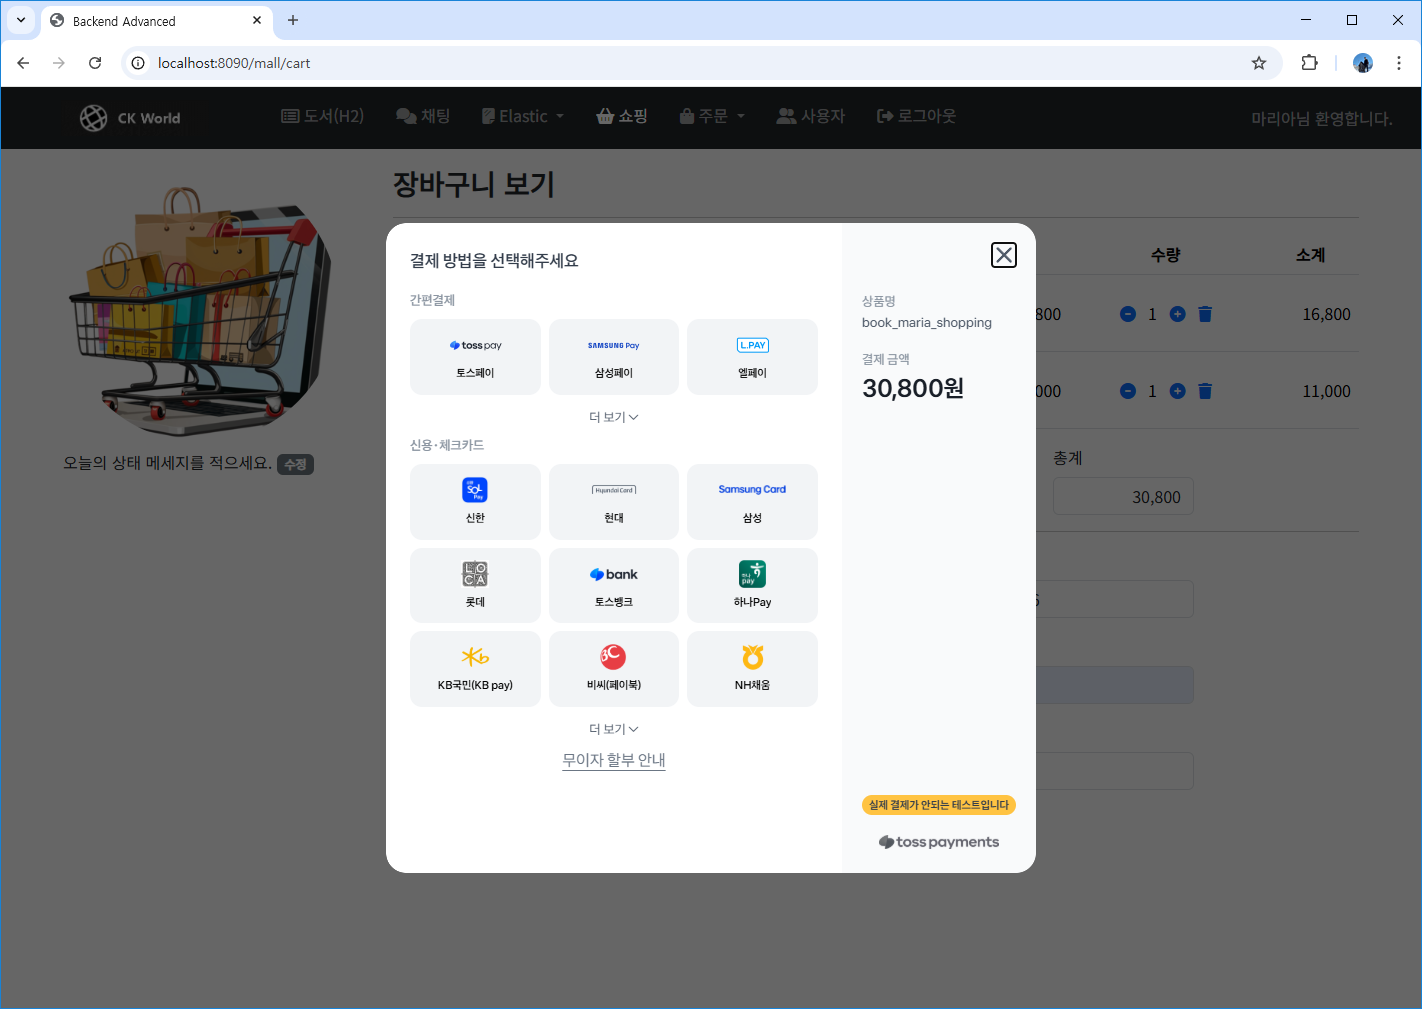 Backend Advanced
localhost:8090/mall/cart
CK World
도서(H2)
채팅
Elastic
쇼핑
주문
사용자
로그아웃
마리아님 환영합니다.
장바구니 보기
오늘의 상태 메세지를 적으세요. 수정
수량
소계
800
1
16,800
000
1
11,000
총계
30,800
결제 방법을 선택해주세요
간편결제
toss pay
토스페이
SAMSUNG Pay
삼성페이
L.PAY
엘페이
더 보기
신용·체크카드
SOL
Pay
신한
Hyundai Card
현대
Samsung Card
삼성
LO
CA
롯데
bank
토스뱅크
하나
pay
하나Pay
Kb
KB국민(KB pay)
비씨(페이북)
NH채움
더 보기
무이자 할부 안내
상품명
book_maria_shopping
결제 금액
30,800원
실제 결제가 안되는 테스트입니다
toss payments